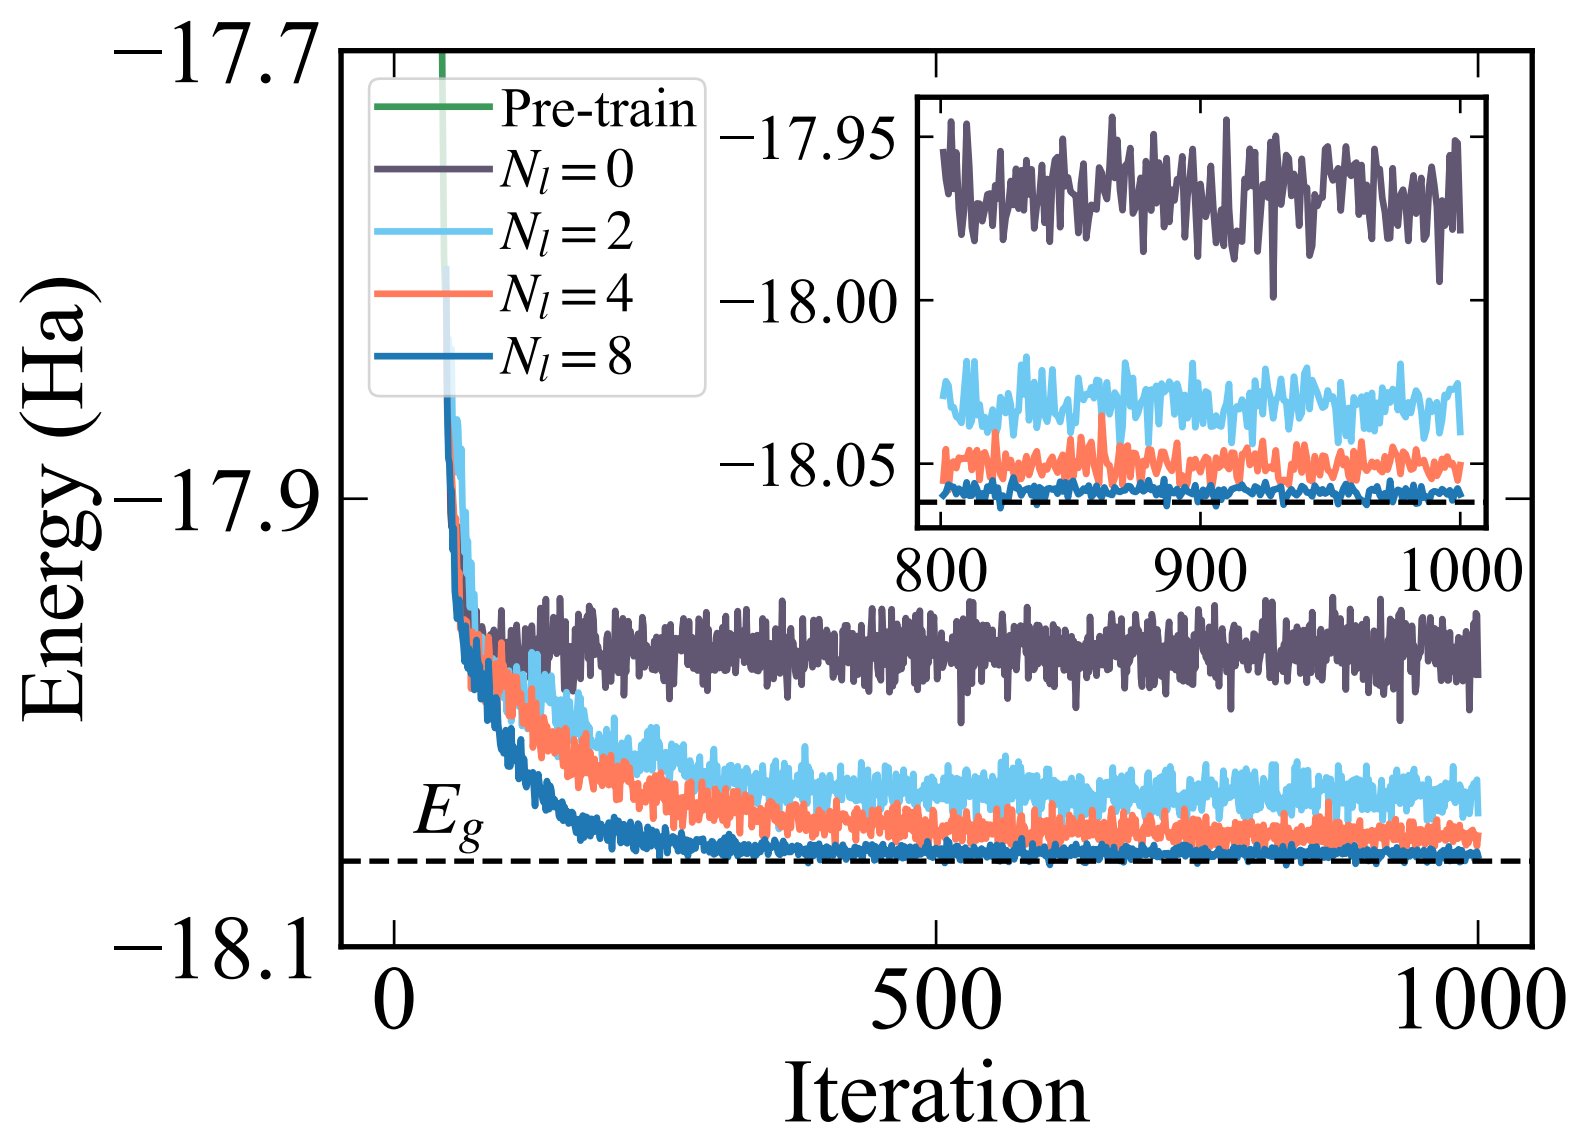 −17.7
−17.9
−18.1
Energy (Ha)
Pre-train
N_l = 0
N_l = 2
N_l = 4
N_l = 8
−17.95
−18.00
−18.05
800 900 1000
E_g
0 500 1000
Iteration